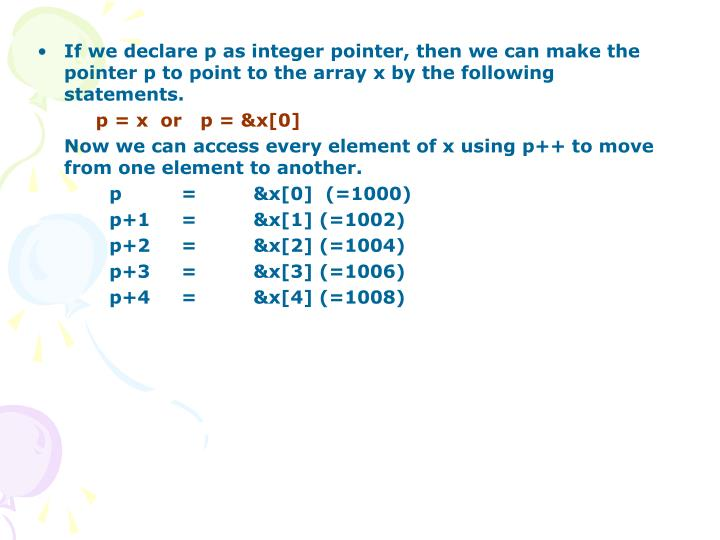 • If we declare p as integer pointer, then we can make the
pointer p to point to the array x by the following
statements.
p = x or p = &x[0]
Now we can access every element of x using p++ to move
from one element to another.
p = &x[0] (=1000)
p+1 = &x[1] (=1002)
p+2 = &x[2] (=1004)
p+3 = &x[3] (=1006)
p+4 = &x[4] (=1008)